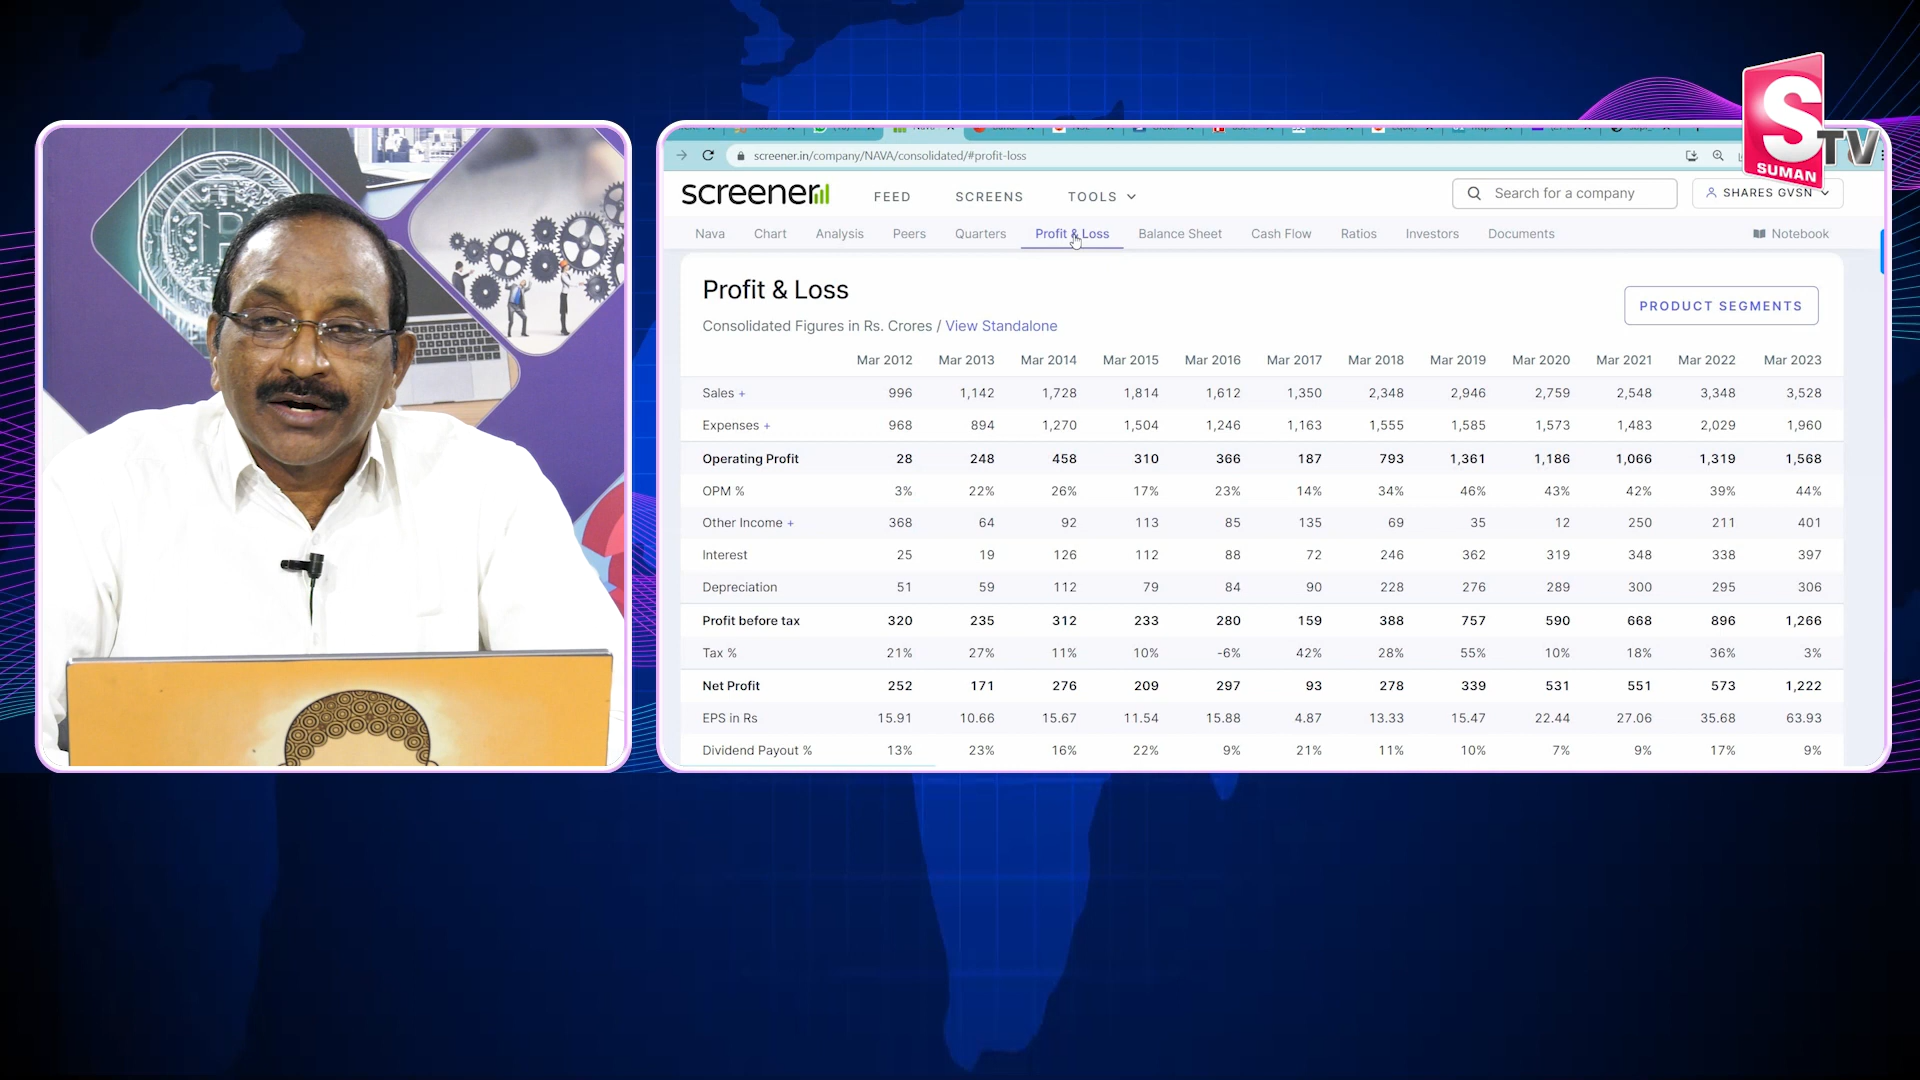 S
SUMAN
TV
screener.in/company/NAVA/consolidated/#profit-loss
screener
FEED SCREENS TOOLS
Search for a company
SHARES GVSN
Nava Chart Analysis Peers Quarters Profit & Loss Balance Sheet Cash Flow Ratios Investors Documents Notebook
Profit & Loss
PRODUCT SEGMENTS
Consolidated Figures in Rs. Crores / View Standalone
Mar 2012 Mar 2013 Mar 2014 Mar 2015 Mar 2016 Mar 2017 Mar 2018 Mar 2019 Mar 2020 Mar 2021 Mar 2022 Mar 2023
Sales + 996 1,142 1,728 1,814 1,612 1,350 2,348 2,946 2,759 2,548 3,348 3,528
Expenses + 968 894 1,270 1,504 1,246 1,163 1,555 1,585 1,573 1,483 2,029 1,960
Operating Profit 28 248 458 310 366 187 793 1,361 1,186 1,066 1,319 1,568
OPM % 3% 22% 26% 17% 23% 14% 34% 46% 43% 42% 39% 44%
Other Income + 368 64 92 113 85 135 69 35 12 250 211 401
Interest 25 19 126 112 88 72 246 362 319 348 338 397
Depreciation 51 59 112 79 84 90 228 276 289 300 295 306
Profit before tax 320 235 312 233 280 159 388 757 590 668 896 1,266
Tax % 21% 27% 11% 10% -6% 42% 28% 55% 10% 18% 36% 3%
Net Profit 252 171 276 209 297 93 278 339 531 551 573 1,222
EPS in Rs 15.91 10.66 15.67 11.54 15.88 4.87 13.33 15.47 22.44 27.06 35.68 63.93
Dividend Payout % 13% 23% 16% 22% 9% 21% 11% 10% 7% 9% 17% 9%